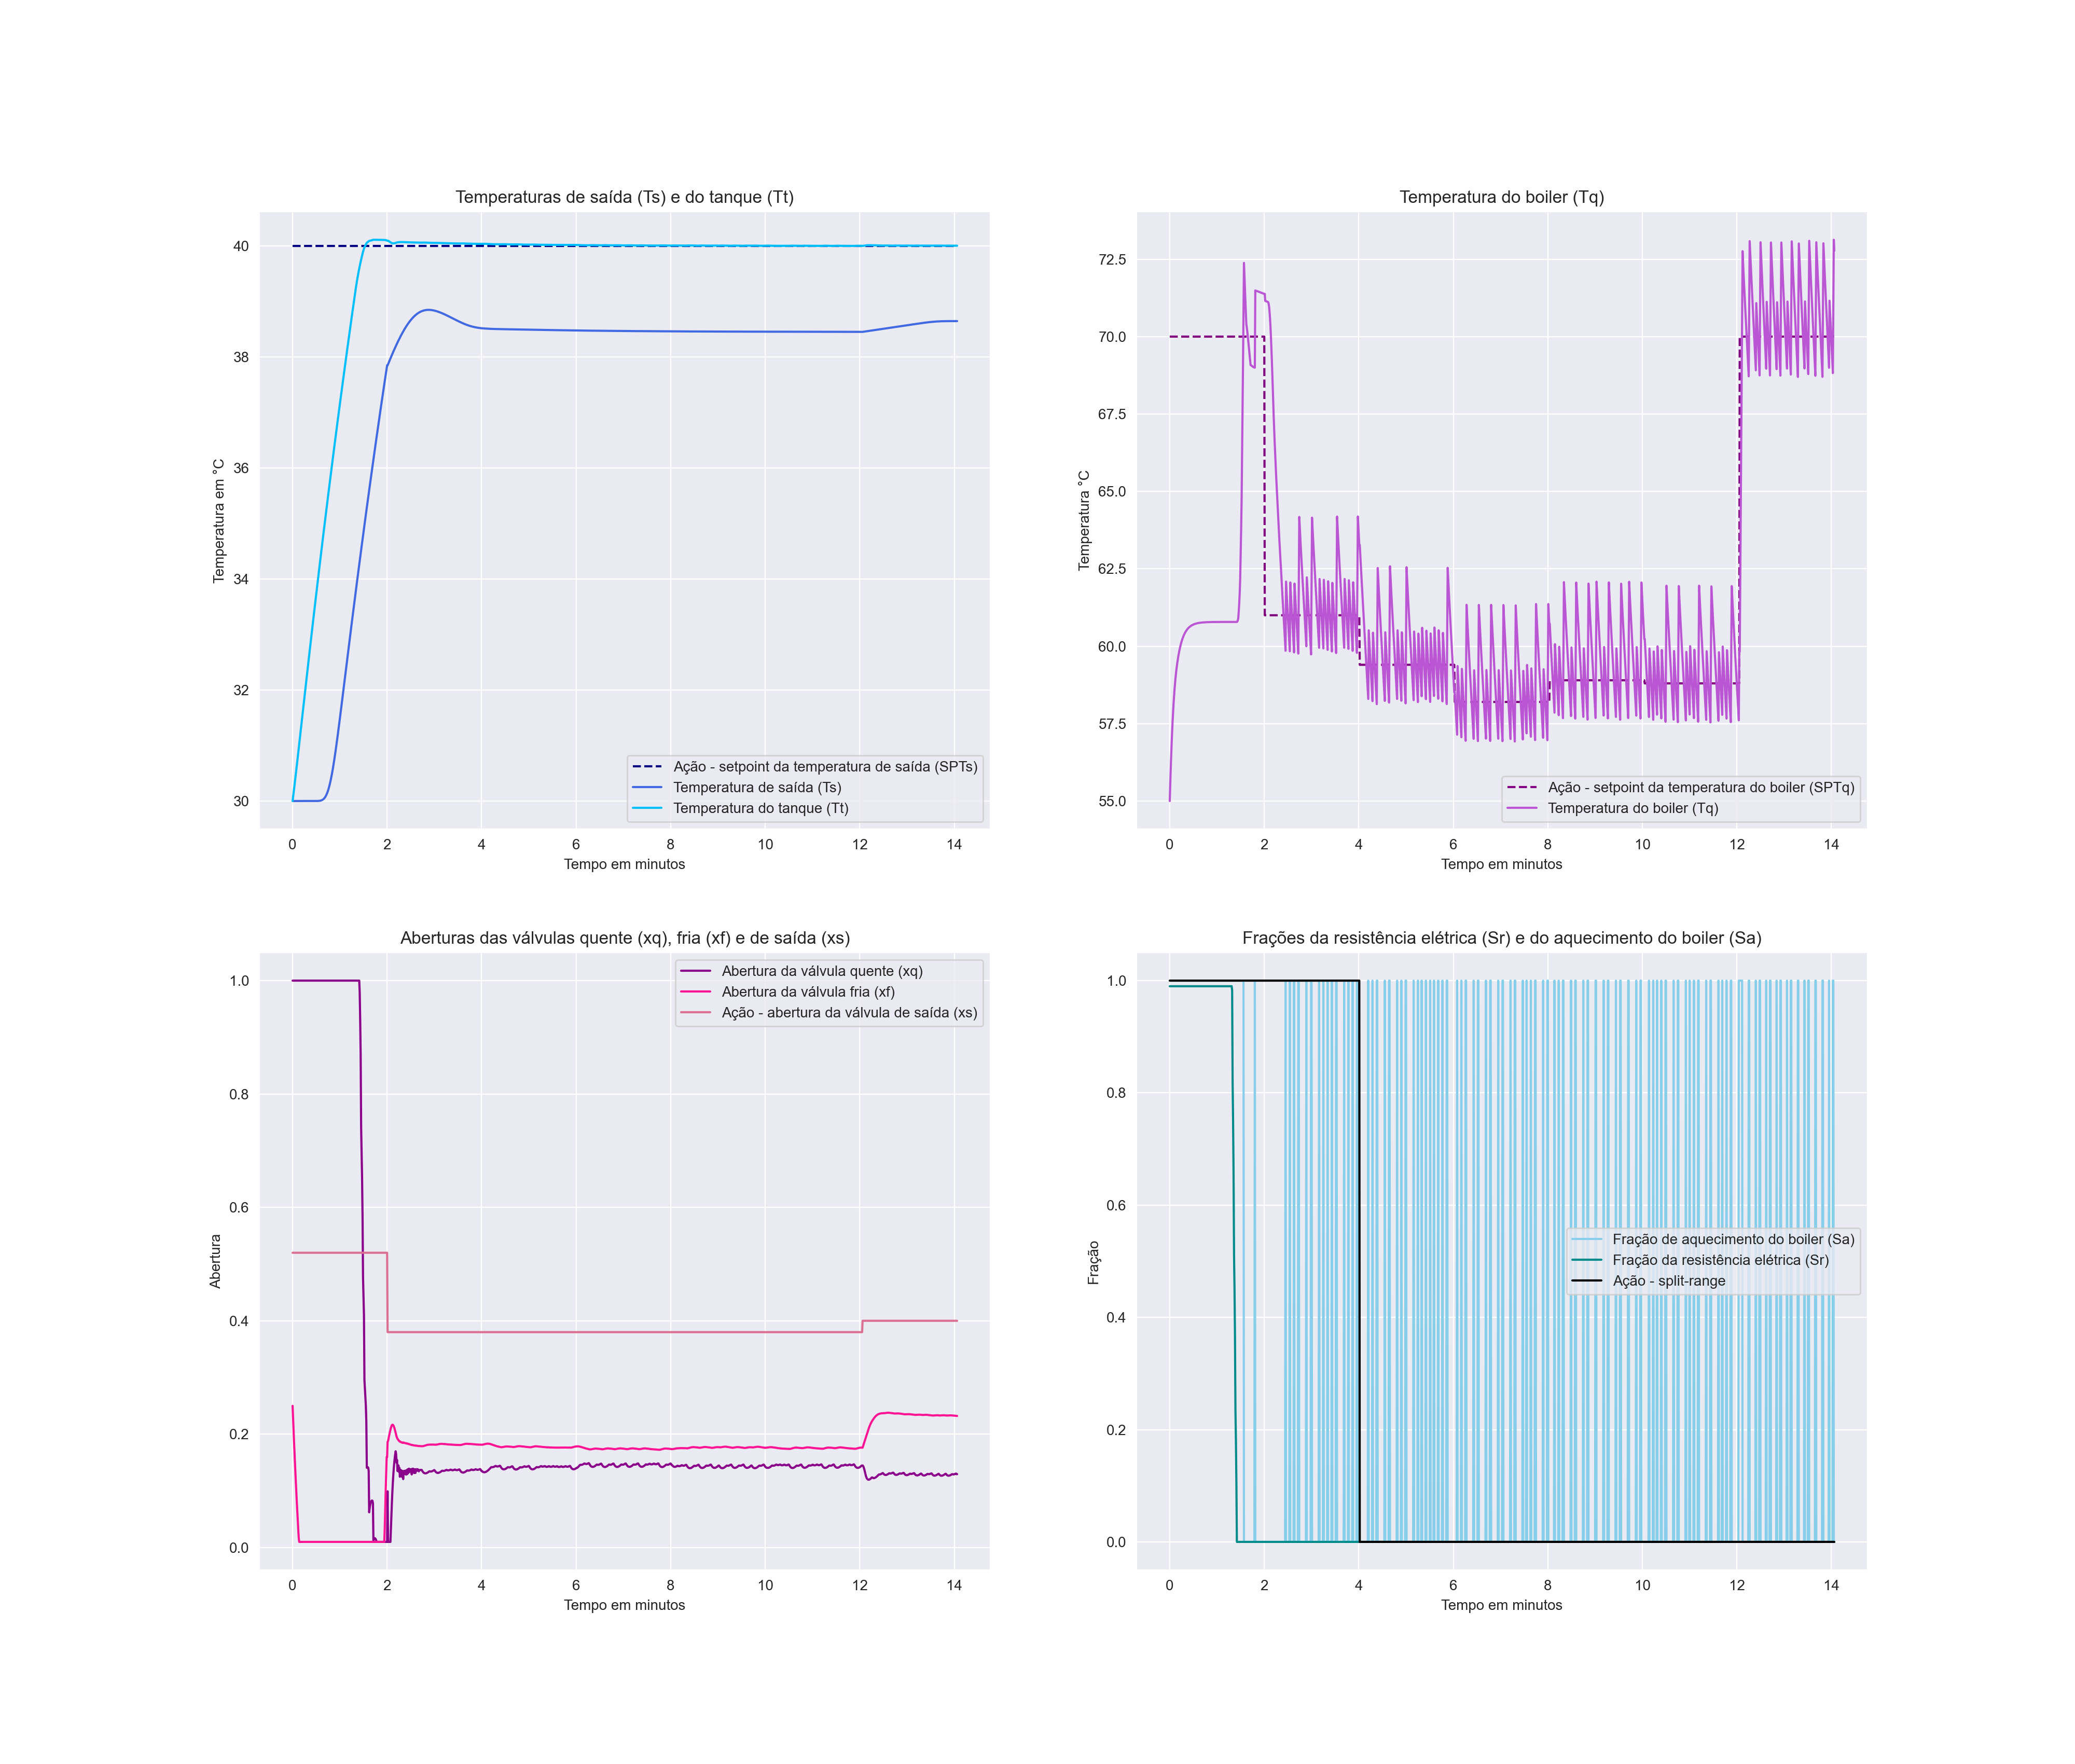 Temperaturas de saída (Ts) e do tanque (Tt)
40
38
36
34
32
30
Temperatura em °C
Ação - setpoint da temperatura de saída (SPTs)
Temperatura de saída (Ts)
Temperatura do tanque (Tt)
0 2 4 6 8 10 12 14
Tempo em minutos
Temperatura do boiler (Tq)
72.5
70.0
67.5
65.0
62.5
60.0
57.5
55.0
Temperatura °C
Ação - setpoint da temperatura do boiler (SPTq)
Temperatura do boiler (Tq)
0 2 4 6 8 10 12 14
Tempo em minutos
Aberturas das válvulas quente (xq), fria (xf) e de saída (xs)
Abertura da válvula quente (xq)
Abertura da válvula fria (xf)
Ação - abertura da válvula de saída (xs)
1.0
0.8
0.6
0.4
0.2
0.0
Abertura
0 2 4 6 8 10 12 14
Tempo em minutos
Frações da resistência elétrica (Sr) e do aquecimento do boiler (Sa)
1.0
0.8
0.6
0.4
0.2
0.0
Fração
Fração de aquecimento do boiler (Sa)
Fração da resistência elétrica (Sr)
Ação - split-range
0 2 4 6 8 10 12 14
Tempo em minutos